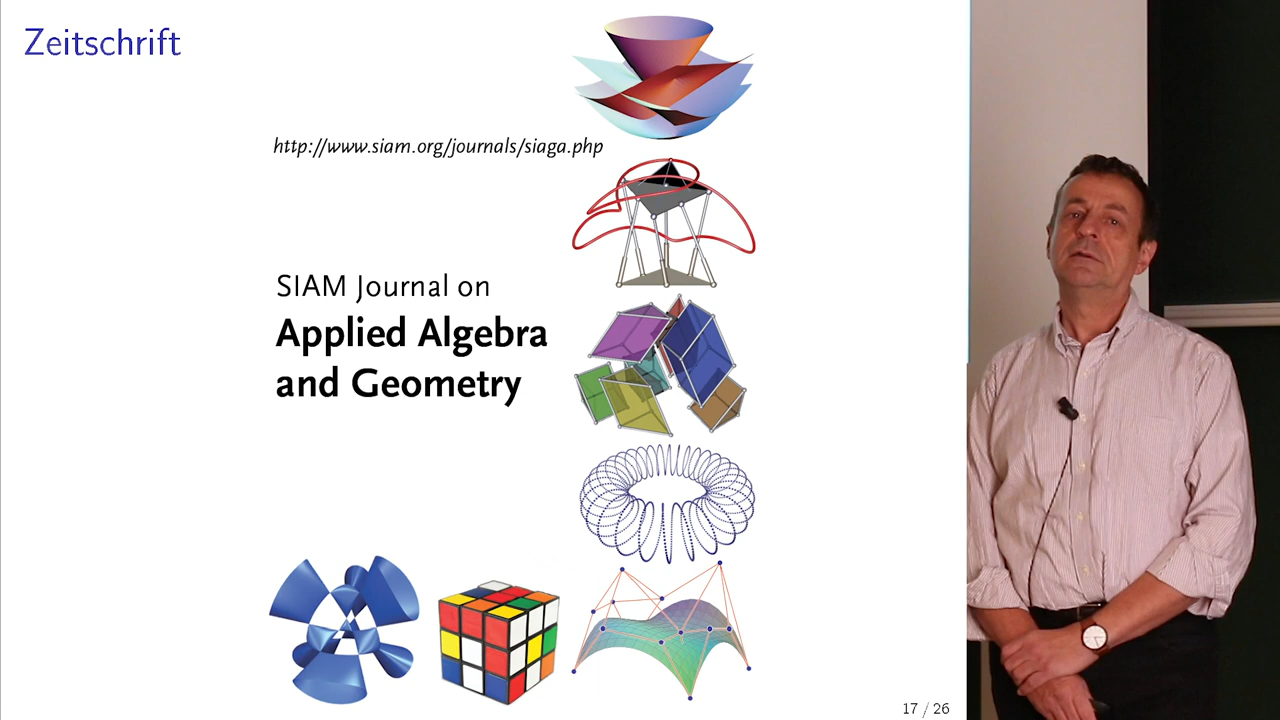 Zeitschrift
http://www.siam.org/journals/siaga.php
SIAM Journal on
Applied Algebra
and Geometry
17 / 26